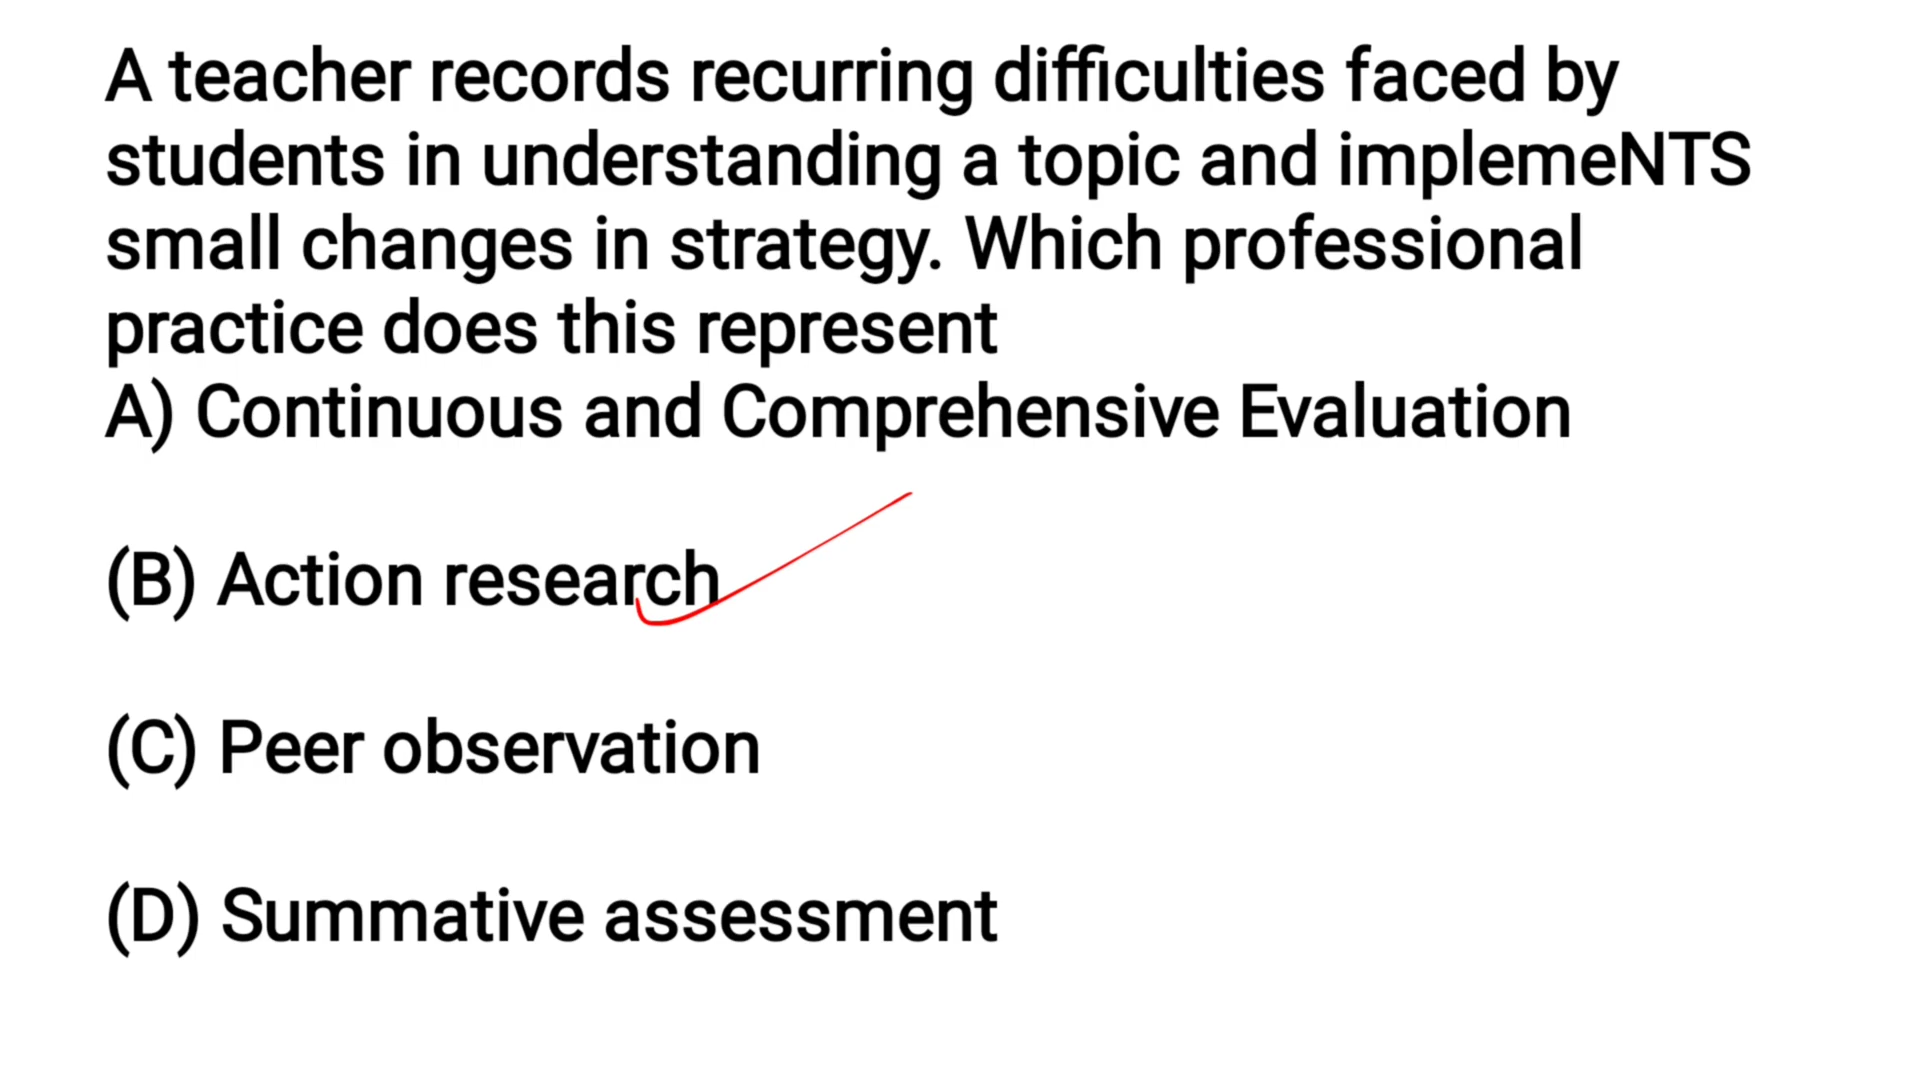 A teacher records recurring difficulties faced by
students in understanding a topic and implemeNTS
small changes in strategy. Which professional
practice does this represent
A) Continuous and Comprehensive Evaluation
(B) Action research
(C) Peer observation
(D) Summative assessment